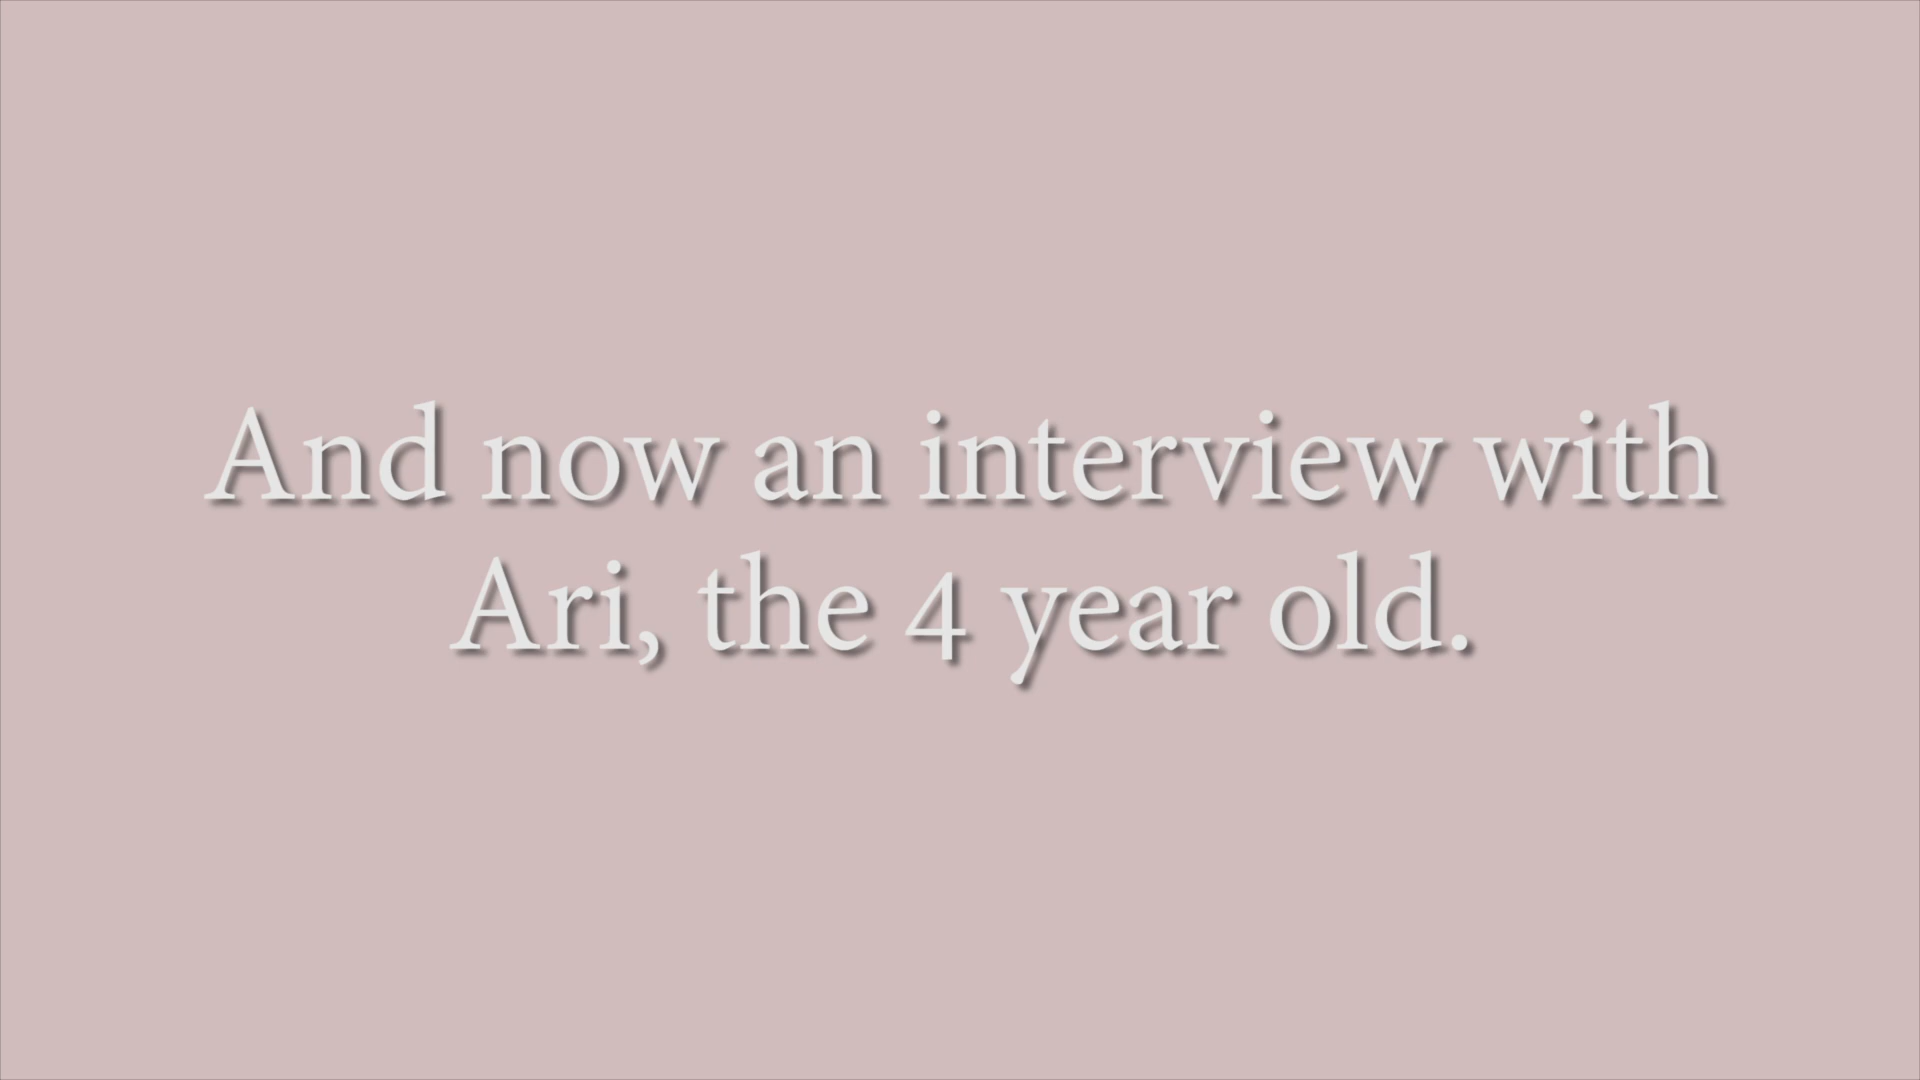 And now an interview with
Ari, the 4 year old.